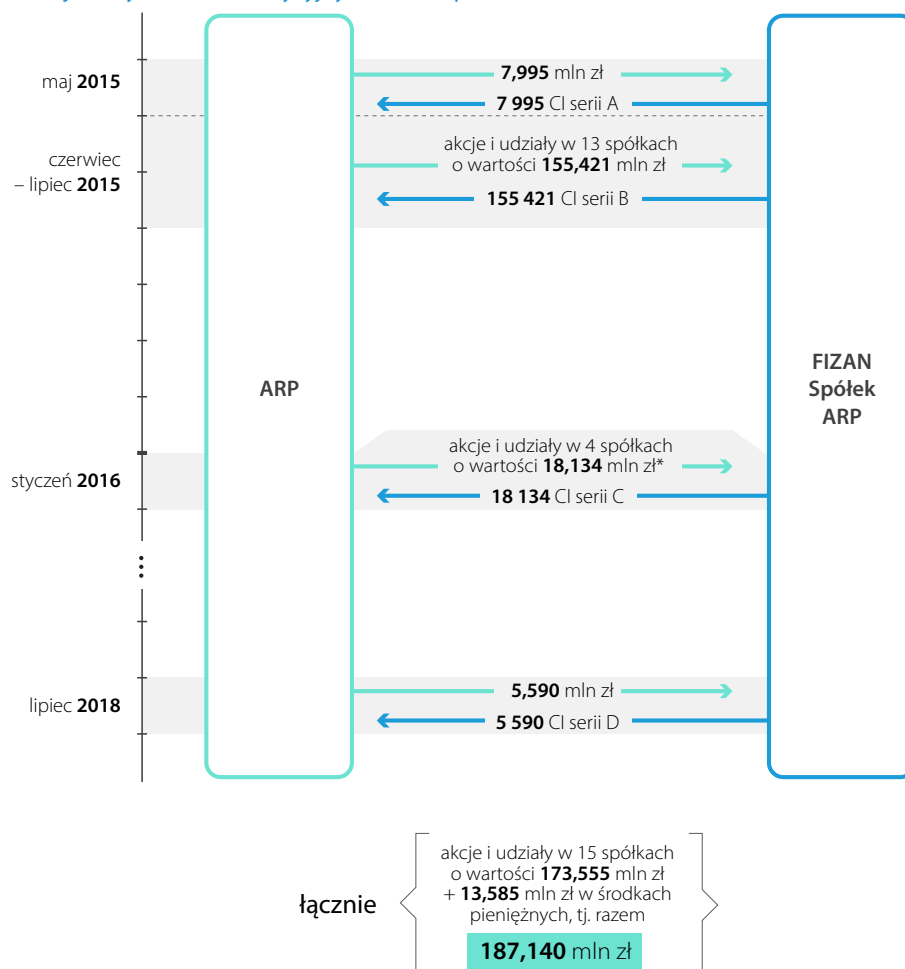 maj 2015
7,995 mln zł
7 995 CI serii A
czerwiec
– lipiec 2015
akcje i udziały w 13 spółkach
o wartości 155,421 mln zł
155 421 CI serii B
ARP
FIZAN
Spółek
ARP
styczeń 2016
akcje i udziały w 4 spółkach
o wartości 18,134 mln zł*
18 134 CI serii C
lipiec 2018
5,590 mln zł
5 590 CI serii D
łącznie
akcje i udziały w 15 spółkach
o wartości 173,555 mln zł
+ 13,585 mln zł w środkach
pieniężnych, tj. razem
187,140 mln zł